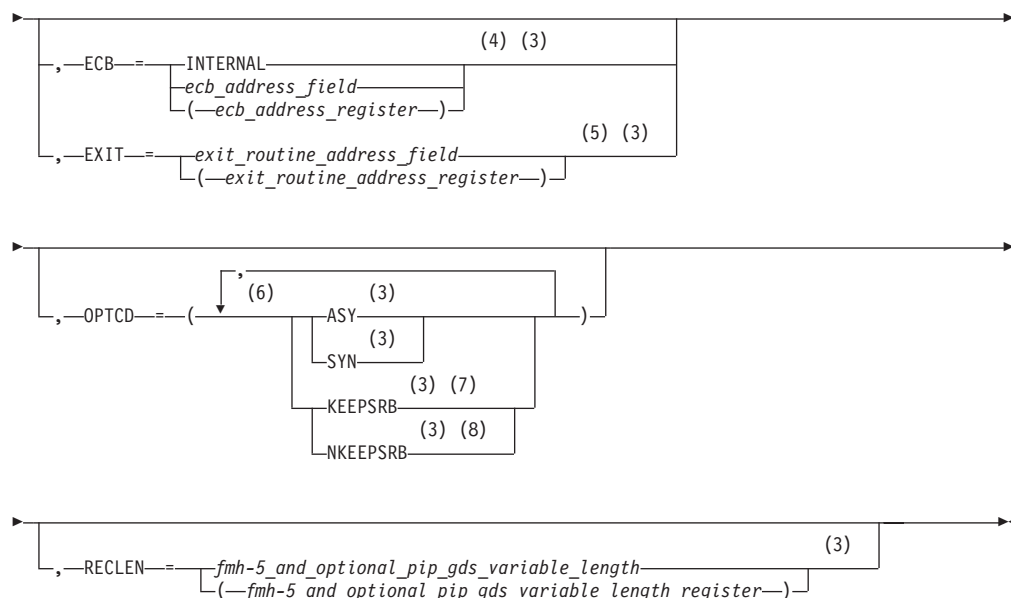 (4) (3)
, ECB = INTERNAL
ecb_address_field
( ecb_address_register )
(5) (3)
, EXIT = exit_routine_address_field
( exit_routine_address_register )
,
(6) (3)
, OPTCD = ( ASY )
(3)
SYN
(3) (7)
KEEPSRB
(3) (8)
NKEEPSRB
(3)
, RECLEN = fmh-5_and_optional_pip_gds_variable_length
( fmh-5_and_optional_pip_gds_variable_length_register )